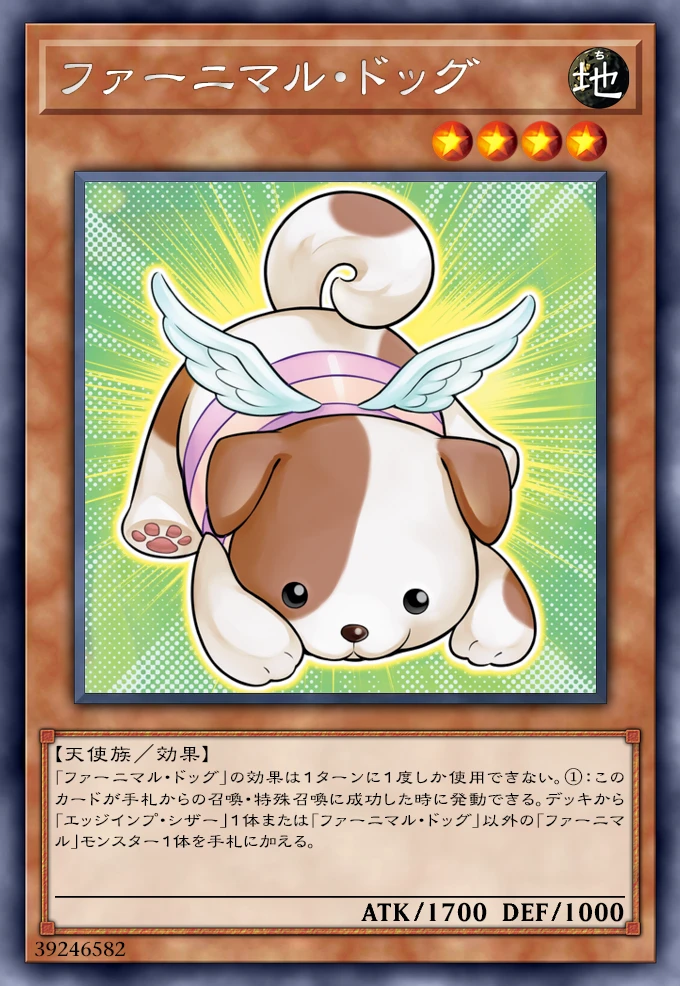 ファーニマル・ドッグ
ち
地
【天使族／効果】
「ファーニマル・ドッグ」の効果は１ターンに１度しか使用できない。①：この
カードが手札からの召喚・特殊召喚に成功した時に発動できる。デッキから
「エッジインプ・シザー」１体または「ファーニマル・ドッグ」以外の「ファーニマ
ル」モンスター１体を手札に加える。
ATK/1700 DEF/1000
39246582